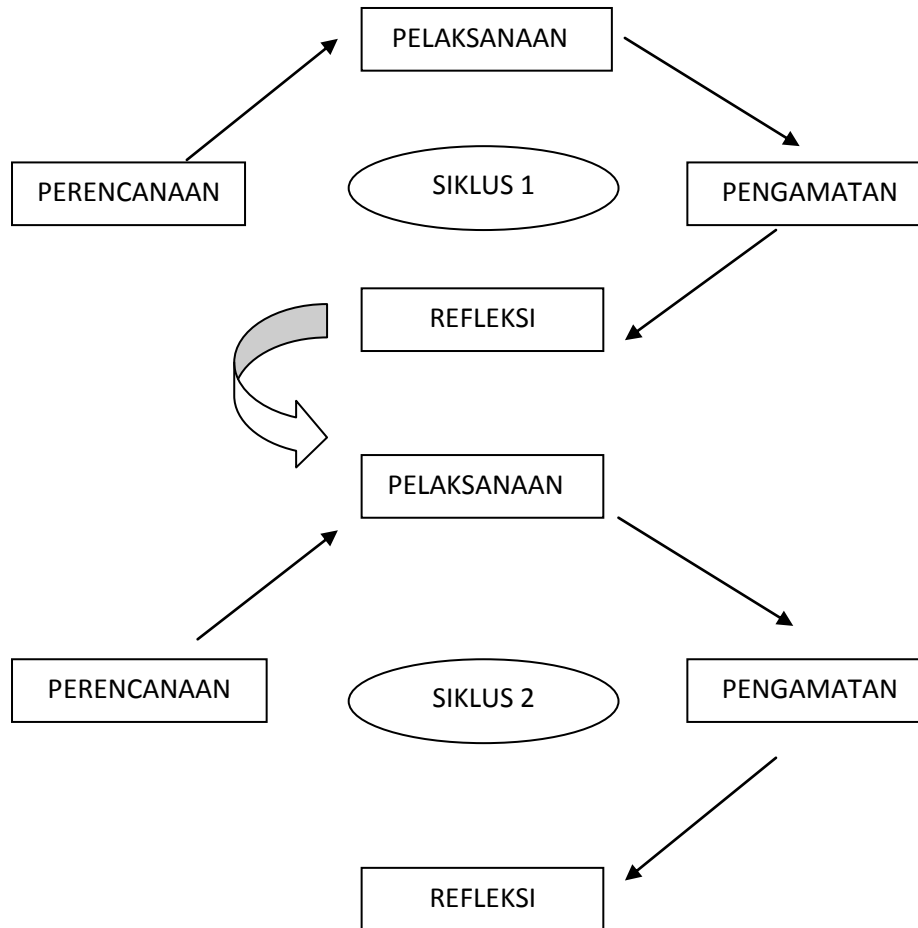 PELAKSANAAN
PERENCANAAN
SIKLUS 1
PENGAMATAN
REFLEKSI
PELAKSANAAN
PERENCANAAN
SIKLUS 2
PENGAMATAN
REFLEKSI